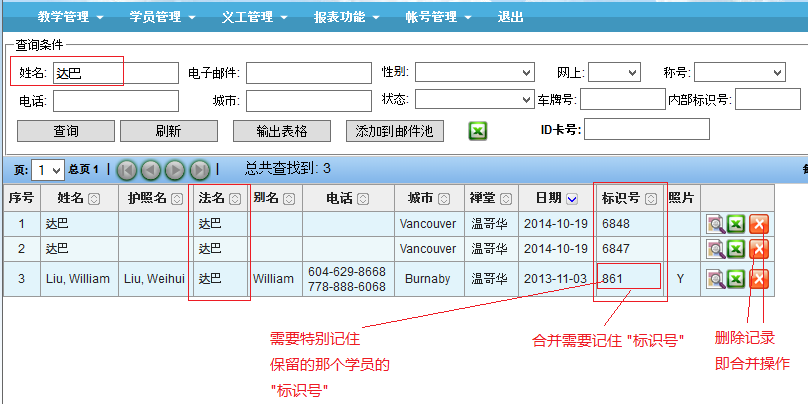 教学管理 学员管理 义工管理 报表功能 帐号管理 退出
查询条件
姓名: 达巴 电子邮件: 性别: 网上: 称号:
电话: 城市: 状态: 车牌号: 内部标识号:
查询 刷新 输出表格 添加到邮件池 ID卡号:
页: 1 总页 1 | | 总共查找到: 3
序号 姓名 护照名 法名 别名 电话 城市 禅堂 日期 标识号 照片
1 达巴 达巴 Vancouver 温哥华 2014-10-19 6848
2 达巴 达巴 Vancouver 温哥华 2014-10-19 6847
3 Liu, William Liu, Weihui 达巴 William 604-629-8668 Burnaby 温哥华 2013-11-03 861 Y
778-888-6068
需要特别记住
保留的那个学员的
"标识号"
合并需要记住 "标识号"
删除记录
即合并操作